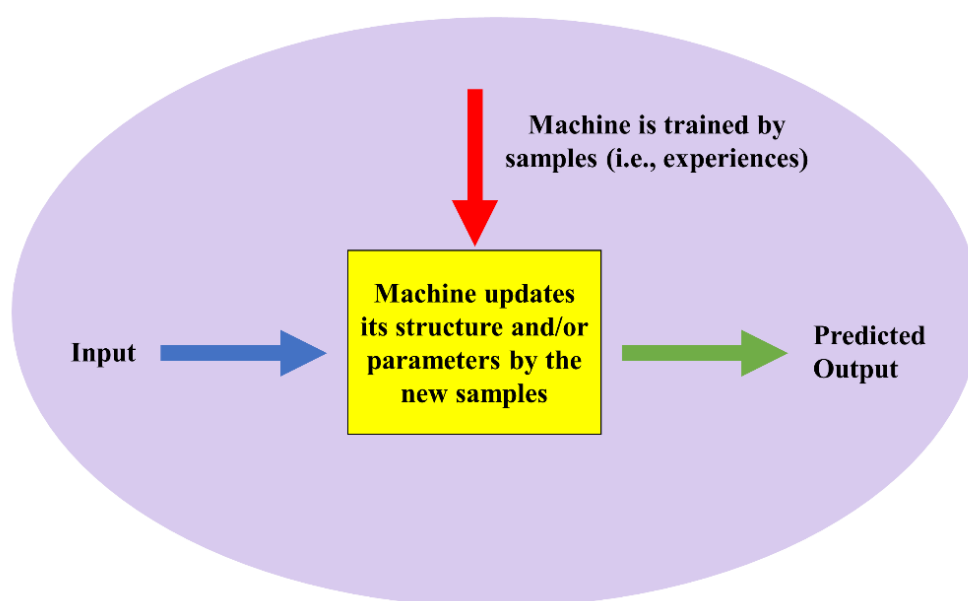 Machine is trained by
samples (i.e., experiences)
Machine updates
its structure and/or
parameters by the
new samples
Input
Predicted
Output